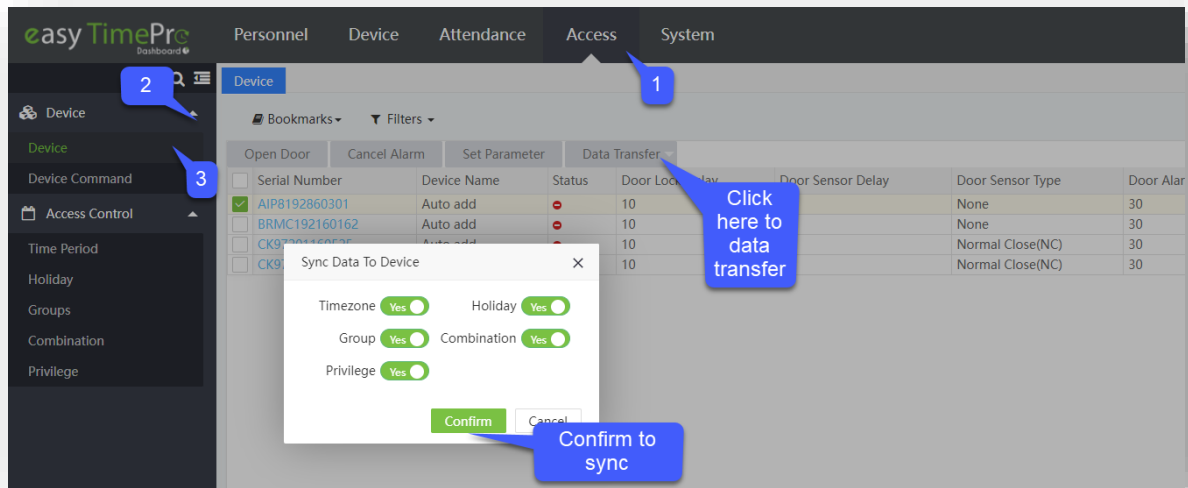 easy TimePro
Dashboard
Personnel Device Attendance Access System
1
2
Device
Device
Bookmarks Filters
Device
Open Door Cancel Alarm Set Parameter Data Transfer
Device Command
3
Serial Number Device Name Status Door Lock Delay Door Sensor Delay Door Sensor Type Door Alar
AIP8192860301 Auto add 10 None 30
BRMC192160162 Auto add 10 None 30
Auto add 10 Normal Close(NC) 30
10 Normal Close(NC) 30
Click
here to
data
transfer
Access Control
Time Period
Holiday
Groups
Combination
Privilege
Sync Data To Device
Timezone Yes Holiday Yes
Group Yes Combination Yes
Privilege Yes
Confirm Cancel
Confirm to
sync